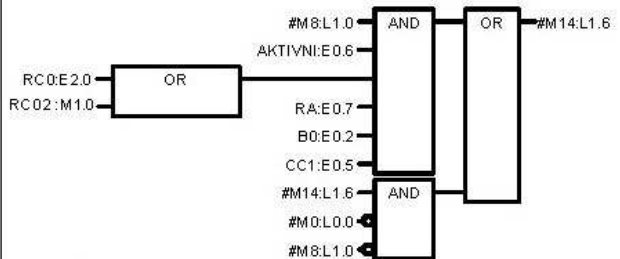 #M8:L1.0 AND OR #M14:L1.6
AKTIVNI:E0.6
RC0:E2.0 OR
RC02:M1.0
RA:E0.7
B0:E0.2
CC1:E0.5
#M14:L1.6 AND
#M0:L0.0
#M8:L1.0